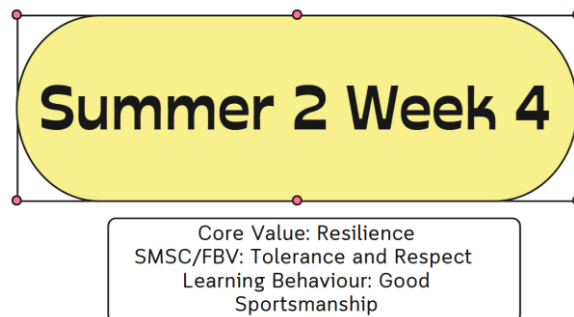 Summer 2 Week 4
Core Value: Resilience
SMSC/FBV: Tolerance and Respect
Learning Behaviour: Good
Sportsmanship